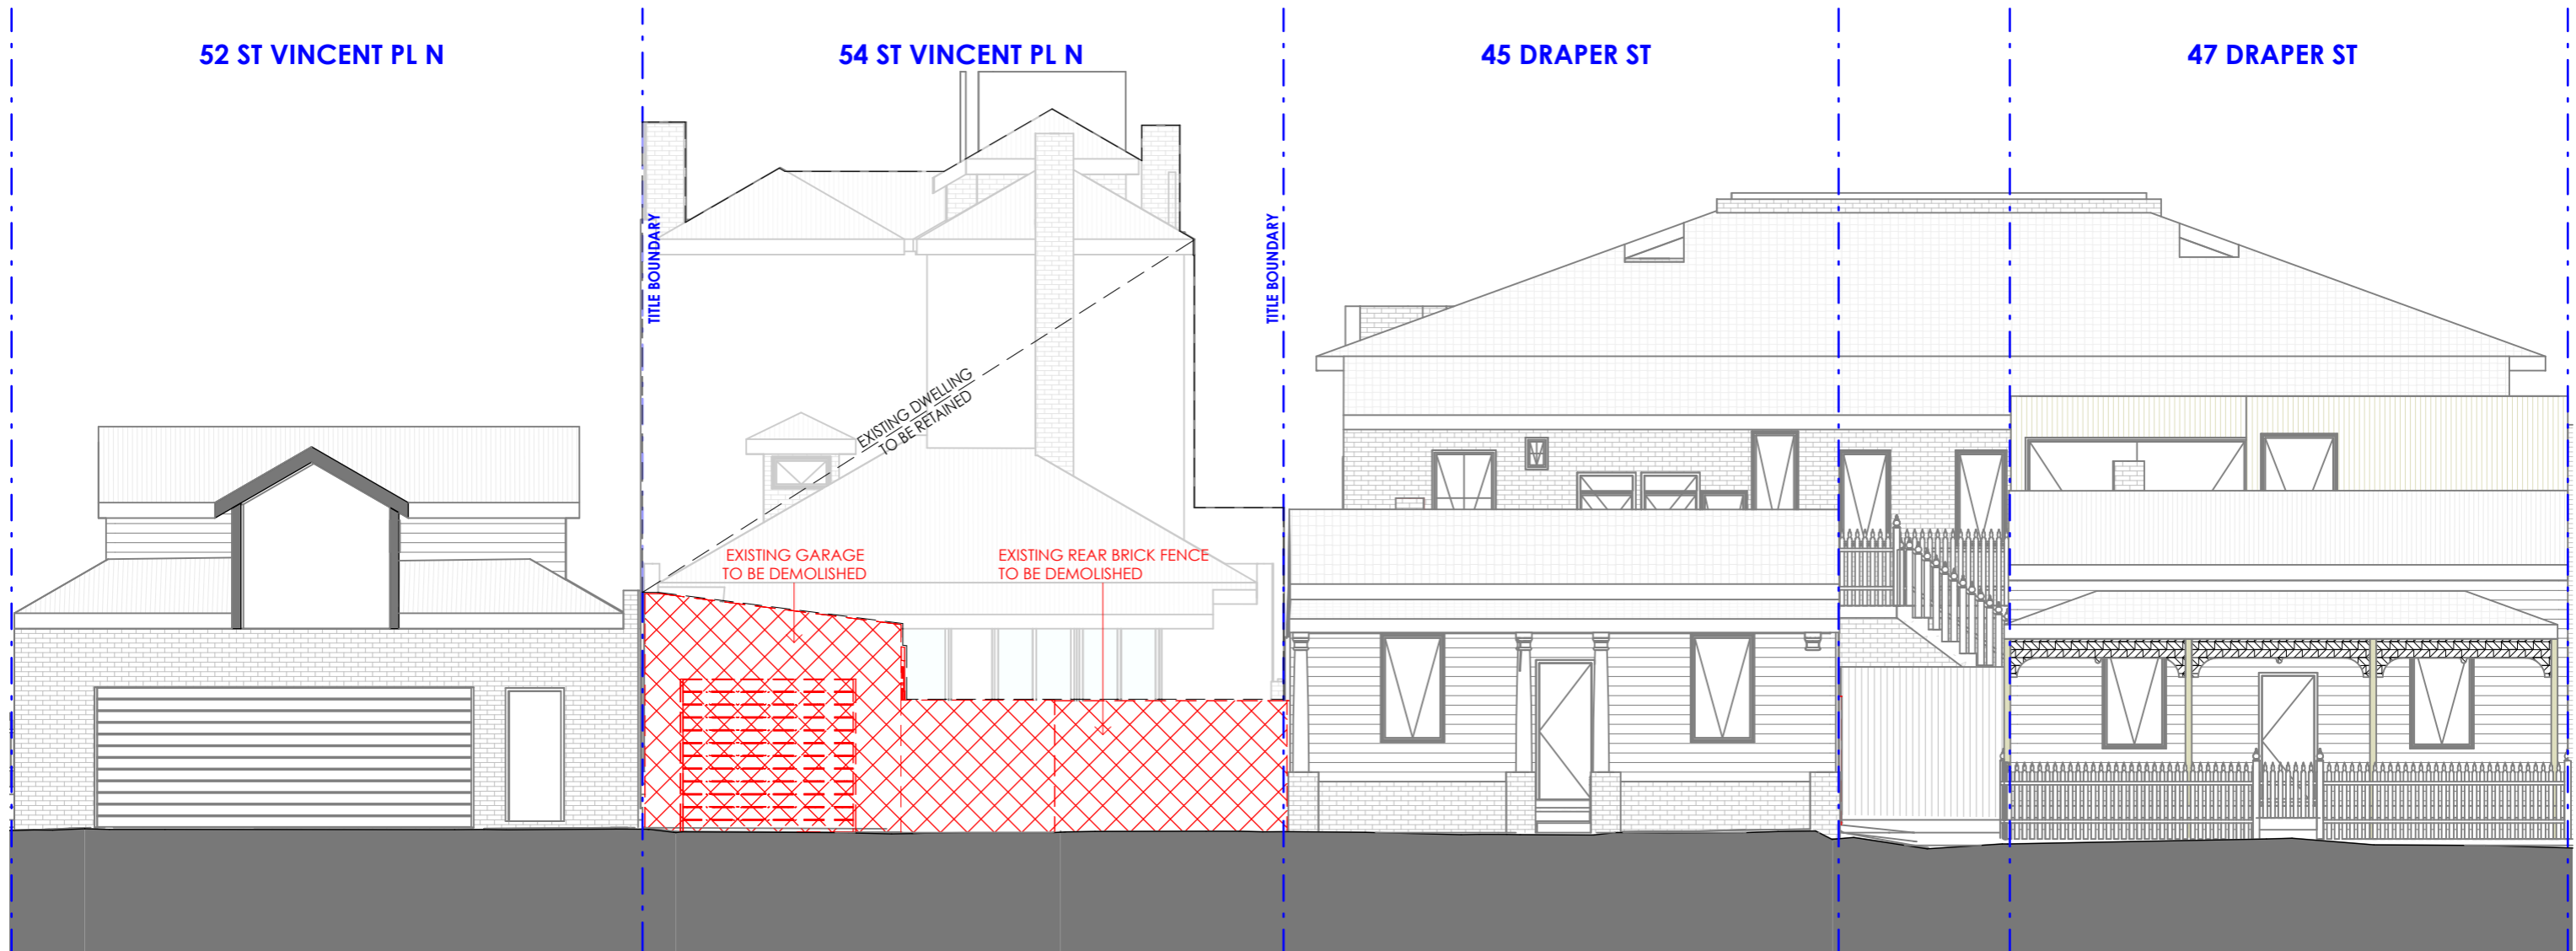 52 ST VINCENT PL N
54 ST VINCENT PL N
45 DRAPER ST
47 DRAPER ST
TITLE BOUNDARY
TITLE BOUNDARY
EXISTING DWELLING
TO BE RETAINED
EXISTING GARAGE
TO BE DEMOLISHED
EXISTING REAR BRICK FENCE
TO BE DEMOLISHED